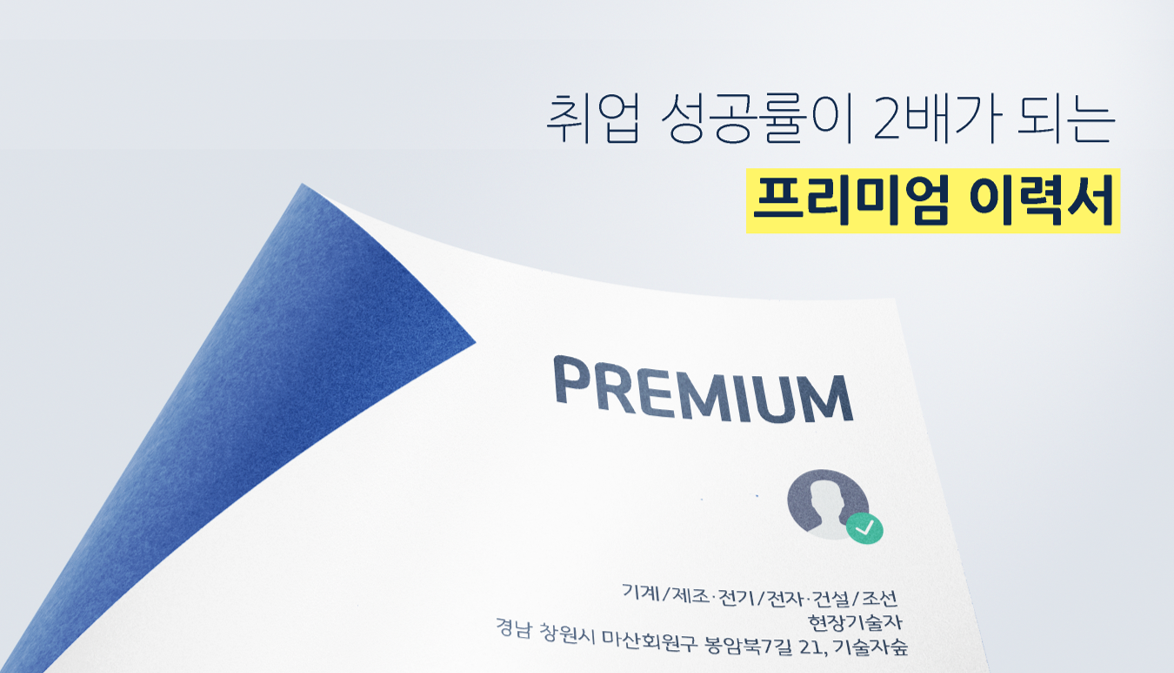 취업 성공률이 2배가 되는
프리미엄 이력서
PREMIUM
기계/제조·전기/전자·건설/조선
현장기술자
경남 창원시 마산회원구 봉암북7길 21, 기술자숲